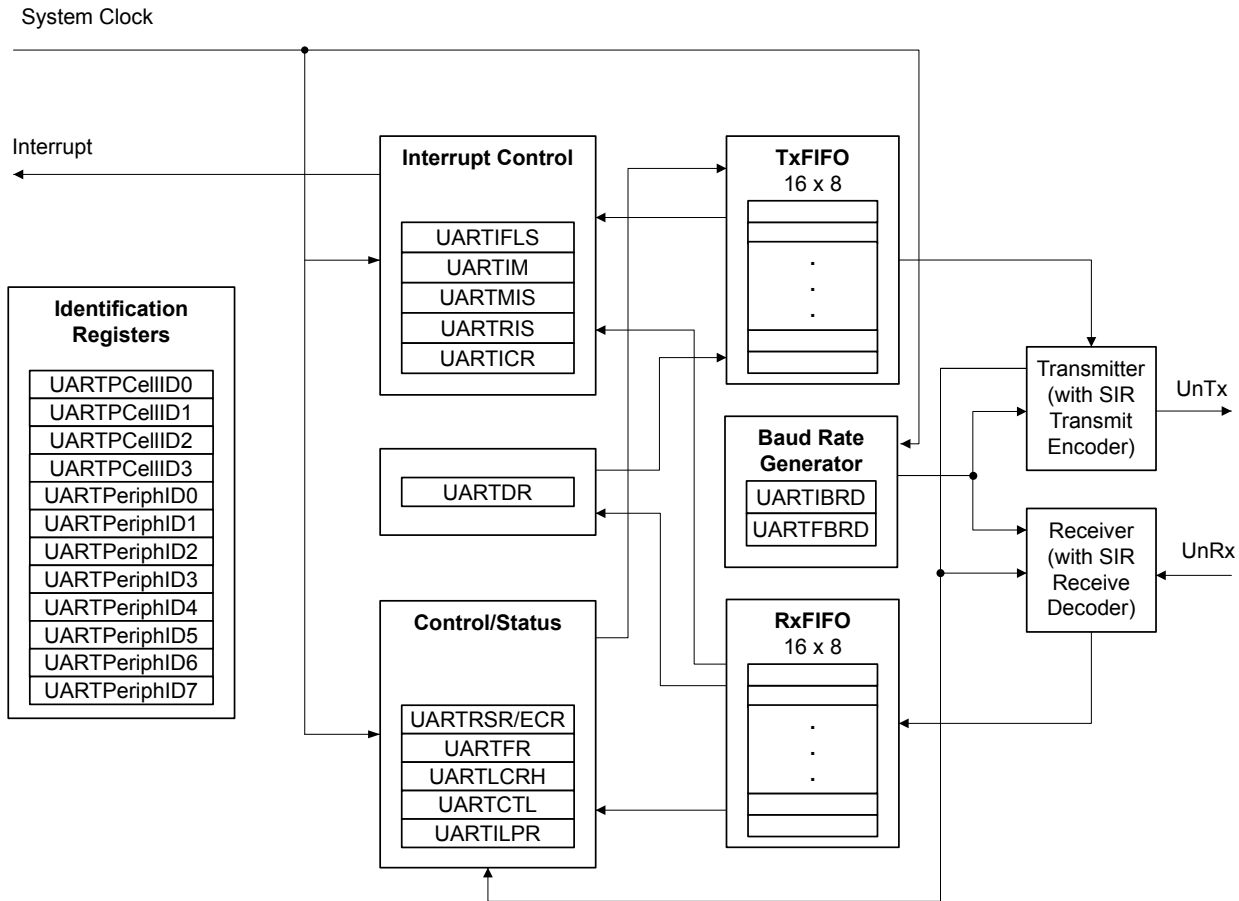 System Clock
Interrupt
Identification
Registers
UARTPCellID0
UARTPCellID1
UARTPCellID2
UARTPCellID3
UARTPeriphID0
UARTPeriphID1
UARTPeriphID2
UARTPeriphID3
UARTPeriphID4
UARTPeriphID5
UARTPeriphID6
UARTPeriphID7
Interrupt Control
UARTIFLS
UARTIM
UARTMIS
UARTRIS
UARTICR
UARTDR
Control/Status
UARTRSR/ECR
UARTFR
UARTLCRH
UARTCTL
UARTILPR
TxFIFO
16 x 8
.
.
.
Baud Rate
Generator
UARTIBRD
UARTFBRD
RxFIFO
16 x 8
.
.
.
Transmitter
(with SIR
Transmit
Encoder)
UnTx
Receiver
(with SIR
Receive
Decoder)
UnRx